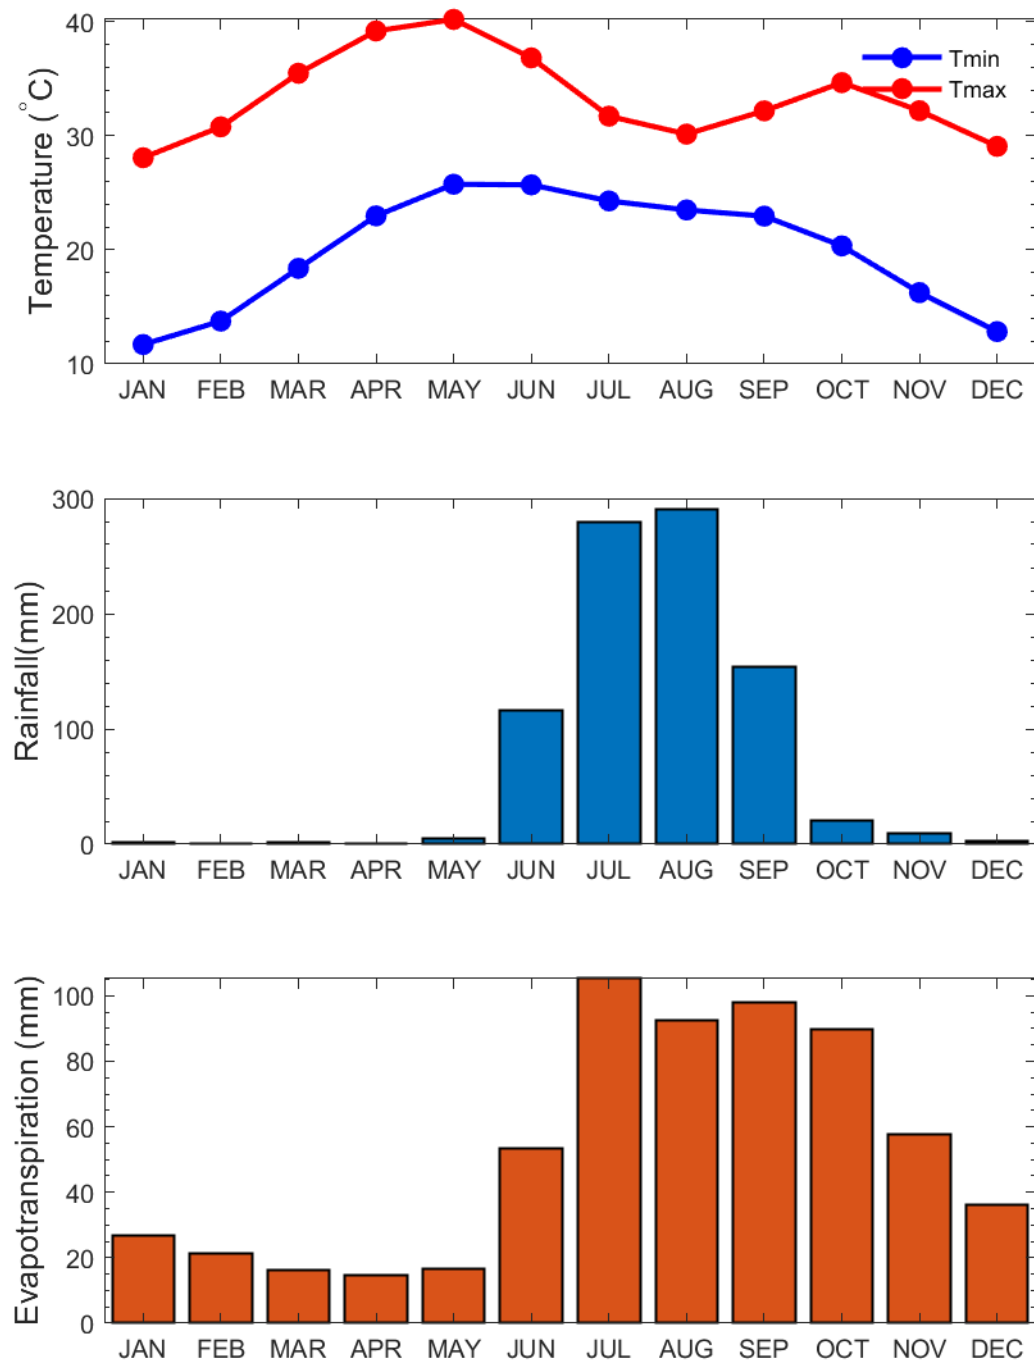 Temperature (°C)
40
30
20
10
Tmin
Tmax
JAN FEB MAR APR MAY JUN JUL AUG SEP OCT NOV DEC
Rainfall(mm)
300
200
100
0
JAN FEB MAR APR MAY JUN JUL AUG SEP OCT NOV DEC
Evapotranspiration (mm)
100
80
60
40
20
0
JAN FEB MAR APR MAY JUN JUL AUG SEP OCT NOV DEC